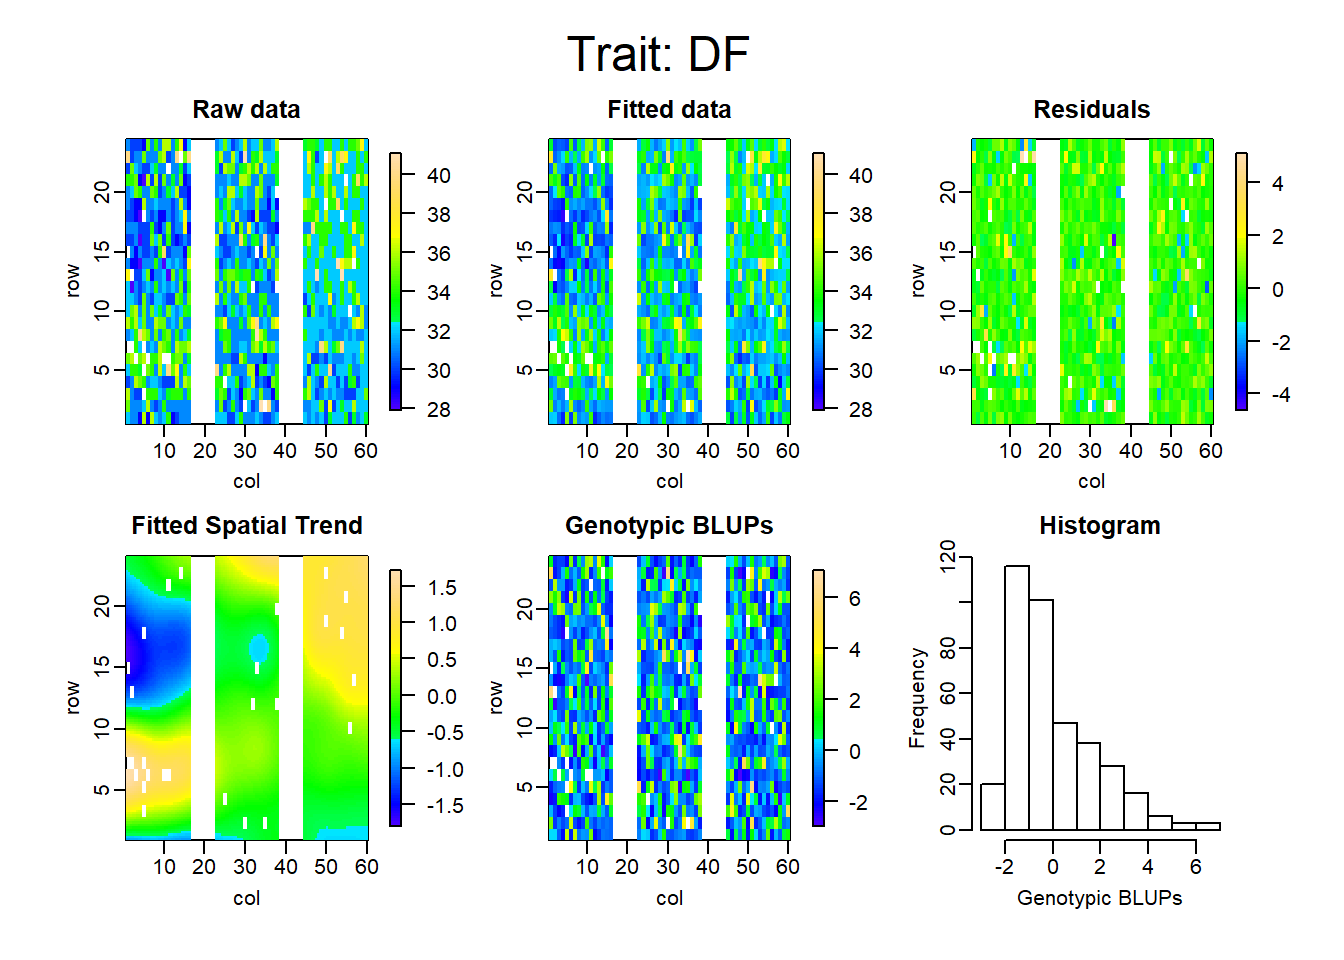 Trait: DF
Raw data
Fitted data
Residuals
row
5 10 15 20
10 20 30 40 50 60
col
28 30 32 34 36 38 40
row
5 10 15 20
10 20 30 40 50 60
col
28 30 32 34 36 38 40
row
5 10 15 20
10 20 30 40 50 60
col
-4 -2 0 2 4
Fitted Spatial Trend
Genotypic BLUPs
Histogram
row
5 10 15 20
10 20 30 40 50 60
col
-1.5 -1.0 -0.5 0.0 0.5 1.0 1.5
row
5 10 15 20
10 20 30 40 50 60
col
-2 0 2 4 6
Frequency
0 20 40 60 80 120
-2 0 2 4 6
Genotypic BLUPs